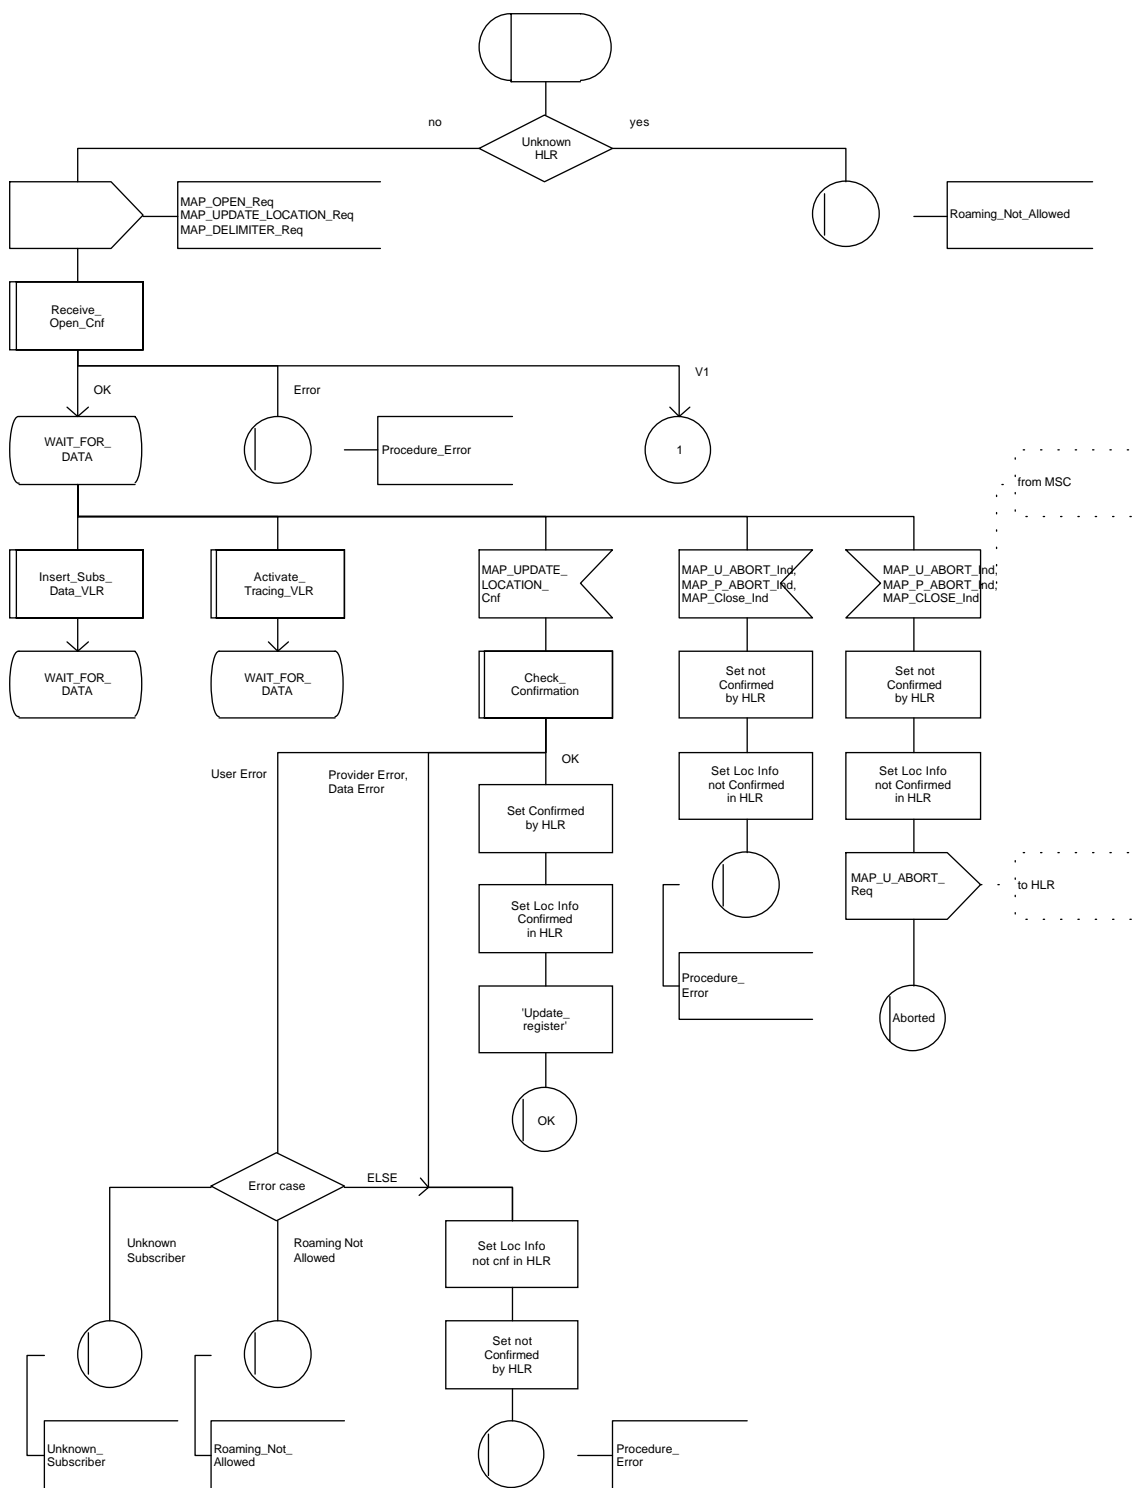 no
yes
Unknown
HLR
MAP_OPEN_Req
MAP_UPDATE_LOCATION_Req
MAP_DELIMITER_Req
Roaming_Not_Allowed
Receive_
Open_Cnf
OK
Error
V1
WAIT_FOR_
DATA
Procedure_Error
1
from MSC
Insert_Subs_
Data_VLR
Activate_
Tracing_VLR
MAP_UPDATE_
LOCATION_
Cnf
MAP_U_ABORT_Ind,
MAP_P_ABORT_Ind,
MAP_Close_Ind
MAP_U_ABORT_Ind,
MAP_P_ABORT_Ind,
MAP_CLOSE_Ind
WAIT_FOR_
DATA
WAIT_FOR_
DATA
Check_
Confirmation
Set not
Confirmed
by HLR
Set not
Confirmed
by HLR
User Error
Provider Error,
Data Error
OK
Set Loc Info
not Confirmed
in HLR
Set Loc Info
not Confirmed
in HLR
Set Confirmed
by HLR
MAP_U_ABORT_
Req
to HLR
Set Loc Info
Confirmed
in HLR
Procedure_
Error
'Update_
register'
Aborted
OK
Error case
ELSE
Unknown
Subscriber
Roaming Not
Allowed
Set Loc Info
not cnf in HLR
Set not
Confirmed
by HLR
Unknown_
Subscriber
Roaming_Not_
Allowed
Procedure_
Error